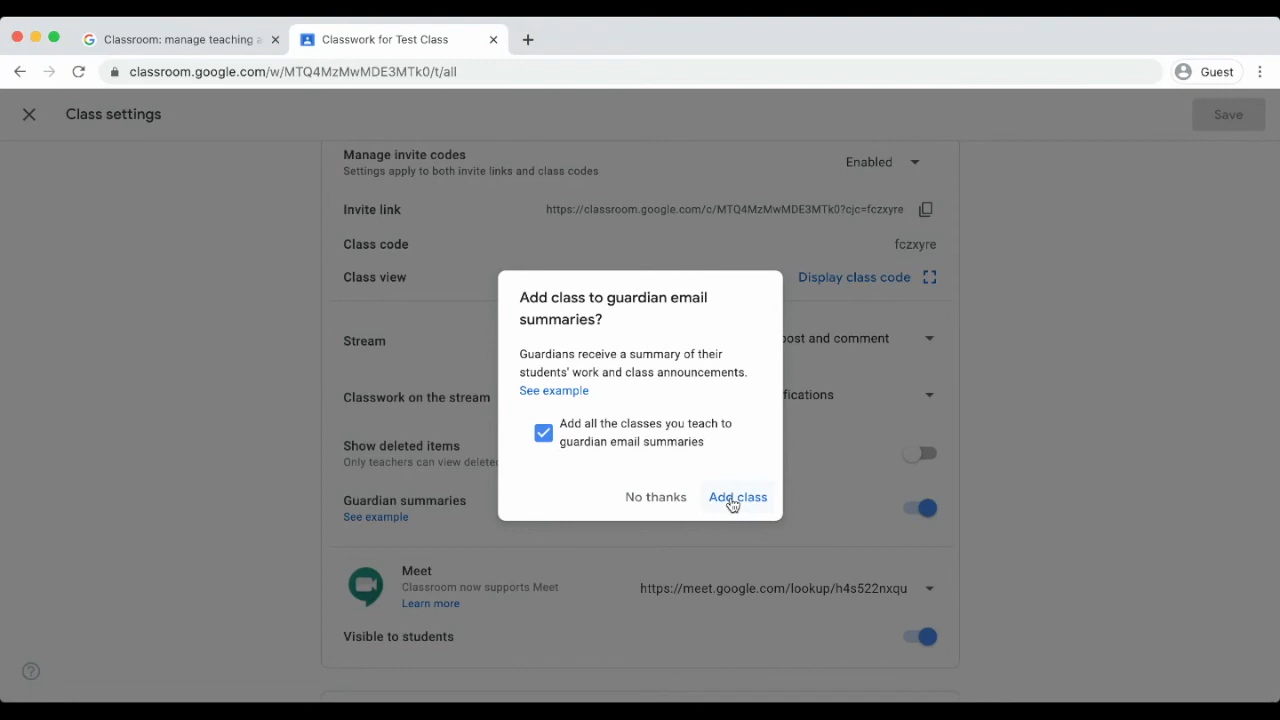 Classroom: manage teaching a
Classwork for Test Class
classroom.google.com/w/MTQ4MzMwMDE3MTk0/t/all
Guest
Class settings
Save
Manage invite codes
Settings apply to both invite links and class codes
Enabled
Invite link
https://classroom.google.com/c/MTQ4MzMwMDE3MTk0?cjc=fczxyre
Class code
fczxyre
Class view
Display class code
Add class to guardian email
summaries?
Stream
post and comment
Guardians receive a summary of their
students' work and class announcements.
See example
Classwork on the stream
Add all the classes you teach to
guardian email summaries
Show deleted items
Only teachers can view deleted
No thanks
Add class
Guardian summaries
See example
Meet
Classroom now supports Meet
Learn more
https://meet.google.com/lookup/h4s522nxqu
Visible to students